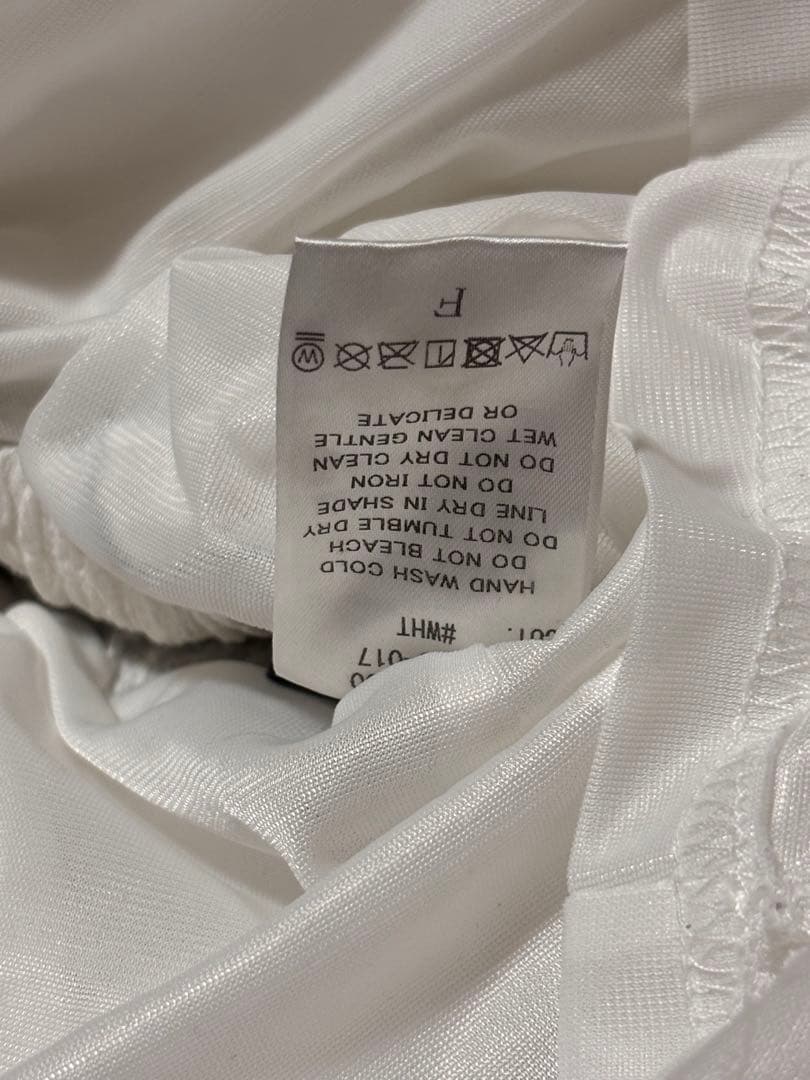 017
#WHT
HAND WASH COLD
DO NOT BLEACH
DO NOT TUMBLE DRY
LINE DRY IN SHADE
DO NOT IRON
DO NOT DRY CLEAN
WET CLEAN GENTLE
OR DELICATE
W
F